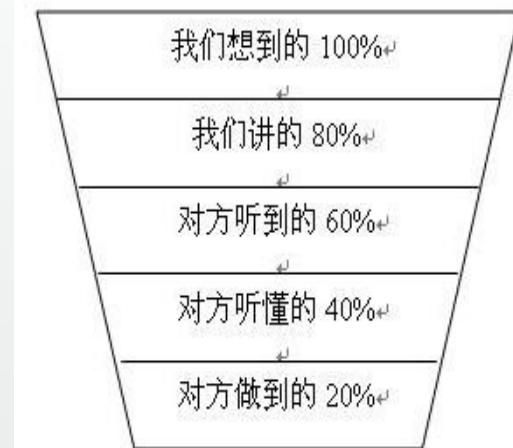 我们想到的 100%
我们讲的 80%
对方听到的 60%
对方听懂的 40%
对方做到的 20%